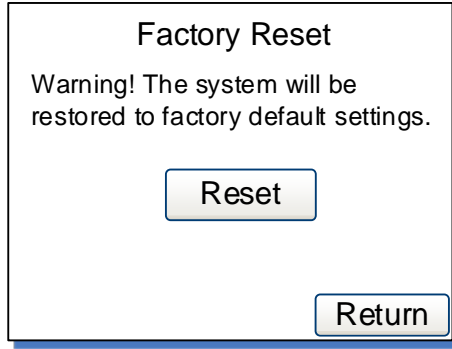 Factory Reset
Warning! The system will be
restored to factory default settings.
Reset
Return